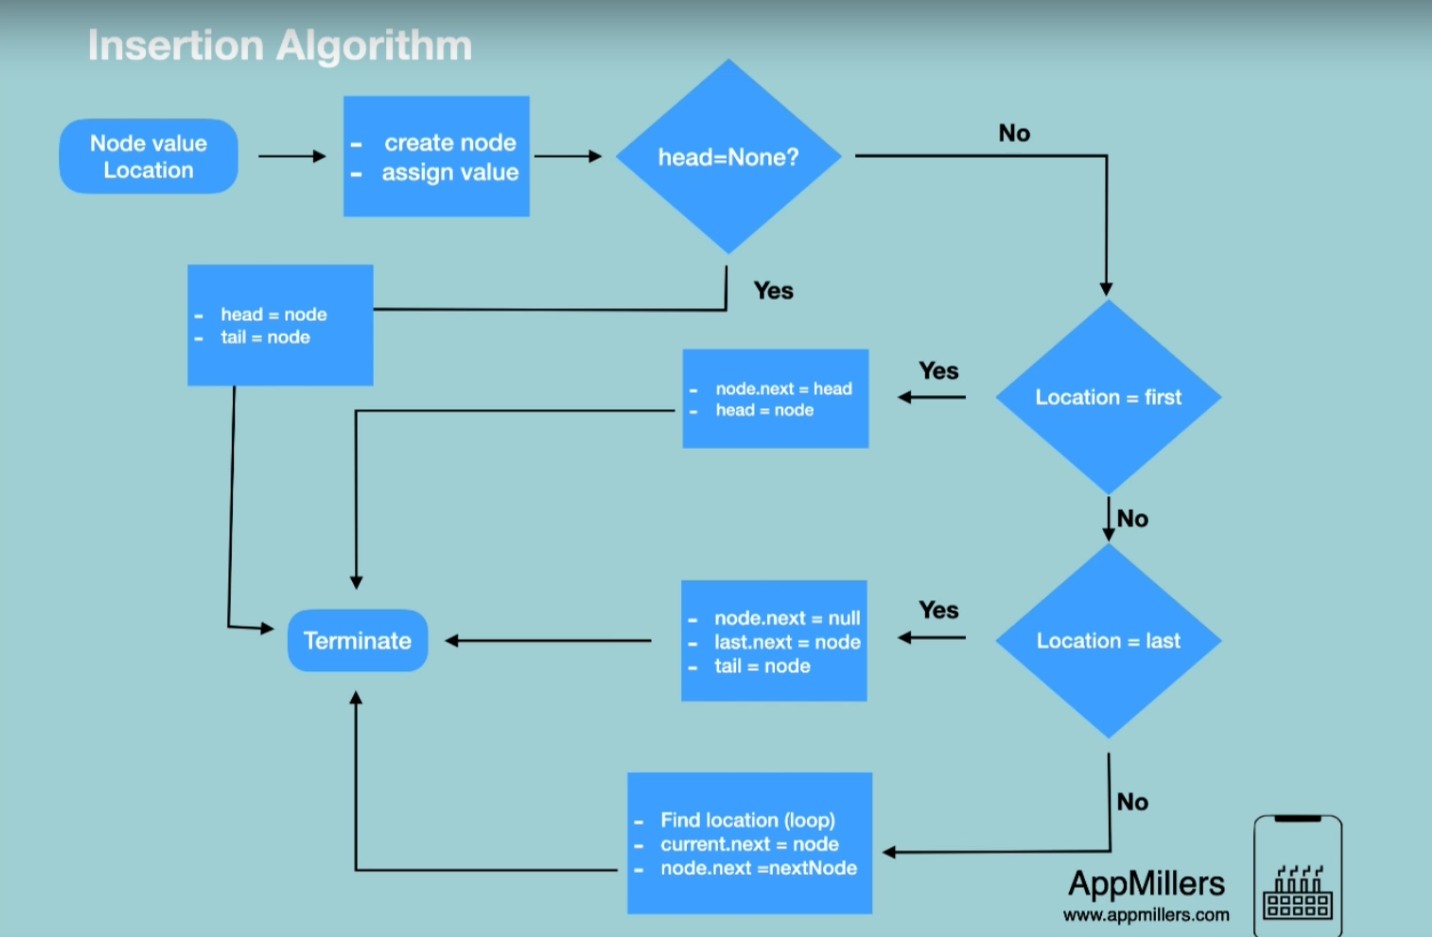 Insertion Algorithm
Node value
Location
- create node
- assign value
head=None?
No
Yes
- head = node
- tail = node
Location = first
Yes
- node.next = head
- head = node
No
Location = last
Yes
- node.next = null
- last.next = node
- tail = node
Terminate
No
- Find location (loop)
- current.next = node
- node.next =nextNode
AppMillers
www.appmillers.com